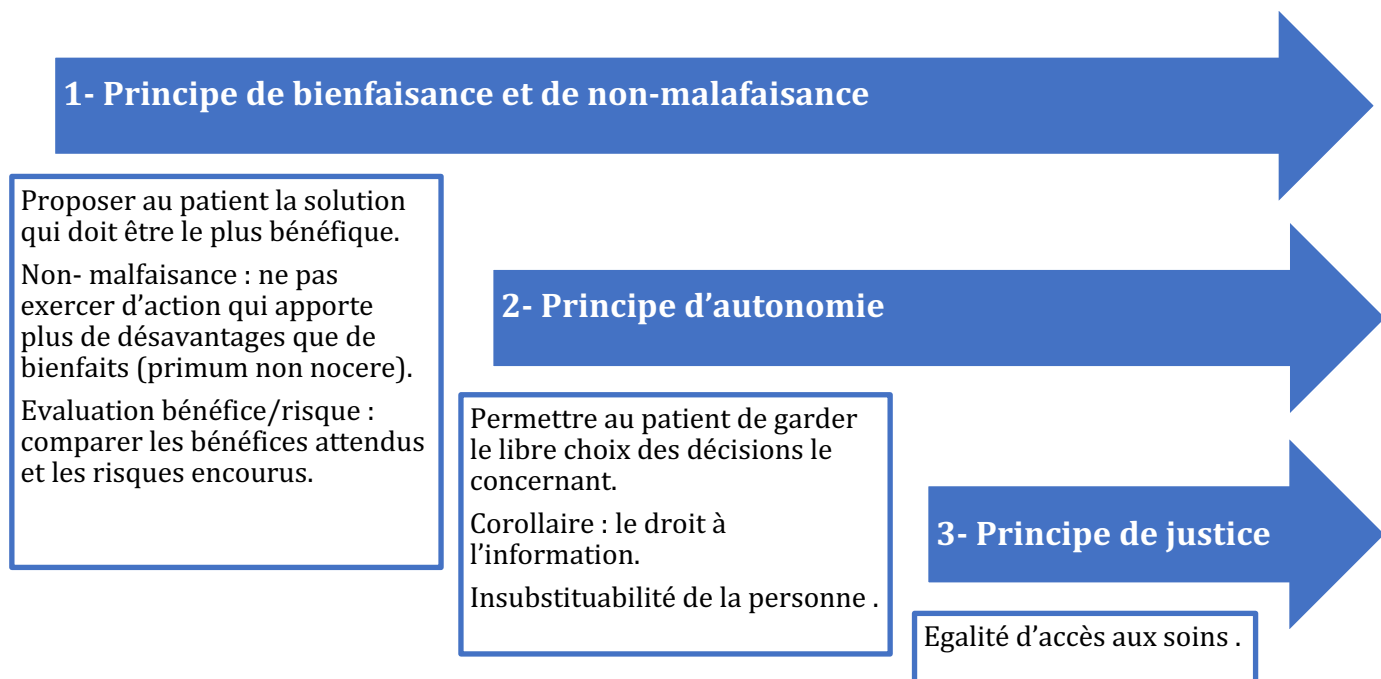 1- Principe de bienfaisance et de non-malafaisance
Proposer au patient la solution
qui doit être le plus bénéfique.
Non- malfaisance : ne pas
exercer d’action qui apporte
plus de désavantages que de
bienfaits (primum non nocere).
Evaluation bénéfice/risque :
comparer les bénéfices attendus
et les risques encourus.
2- Principe d’autonomie
Permettre au patient de garder
le libre choix des décisions le
concernant.
Corollaire : le droit à
l’information.
Insubstituabilité de la personne .
3- Principe de justice
Egalité d’accès aux soins .